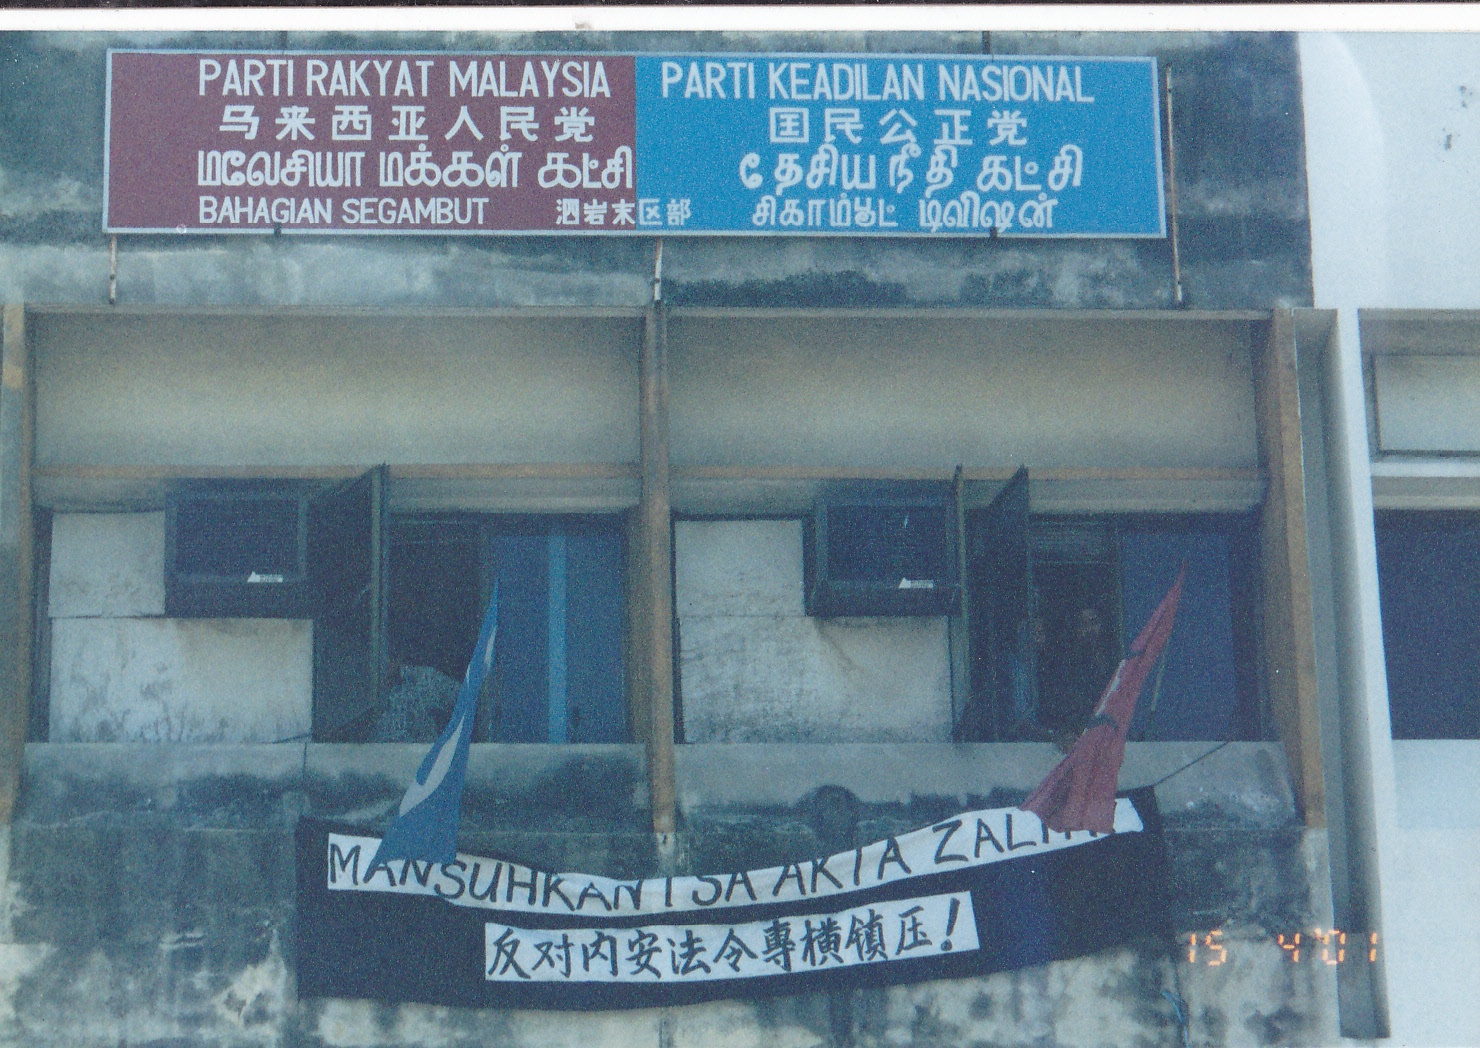 PARTI RAKYAT MALAYSIA
马来西亚人民党
மலேசியா மக்கள் கட்சி
BAHAGIAN SEGAMBUT 泗岩末区部
PARTI KEADILAN NASIONAL
国民公正党
தேசிய நீதி கட்சி
சிகாம்புட் டிவிஷன்
MANSUHKAN ISA AKTA ZALIM
反对内安法令專横镇压!
15 4'01